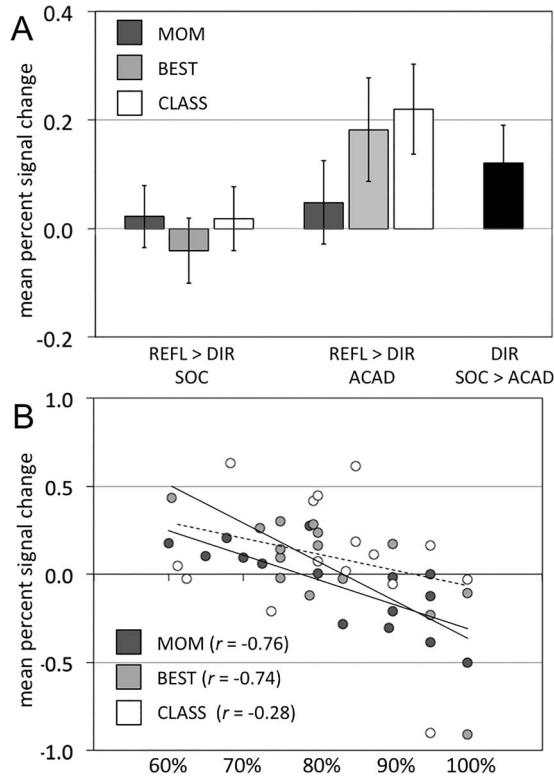 A
mean percent signal change
0.4
0.2
0.0
-0.2
MOM
BEST
CLASS
REFL > DIR
SOC
REFL > DIR
ACAD
DIR
SOC > ACAD
B
mean percent signal change
1.0
0.5
0.0
-0.5
-1.0
MOM (r = -0.76)
BEST (r = -0.74)
CLASS (r = -0.28)
60% 70% 80% 90% 100%